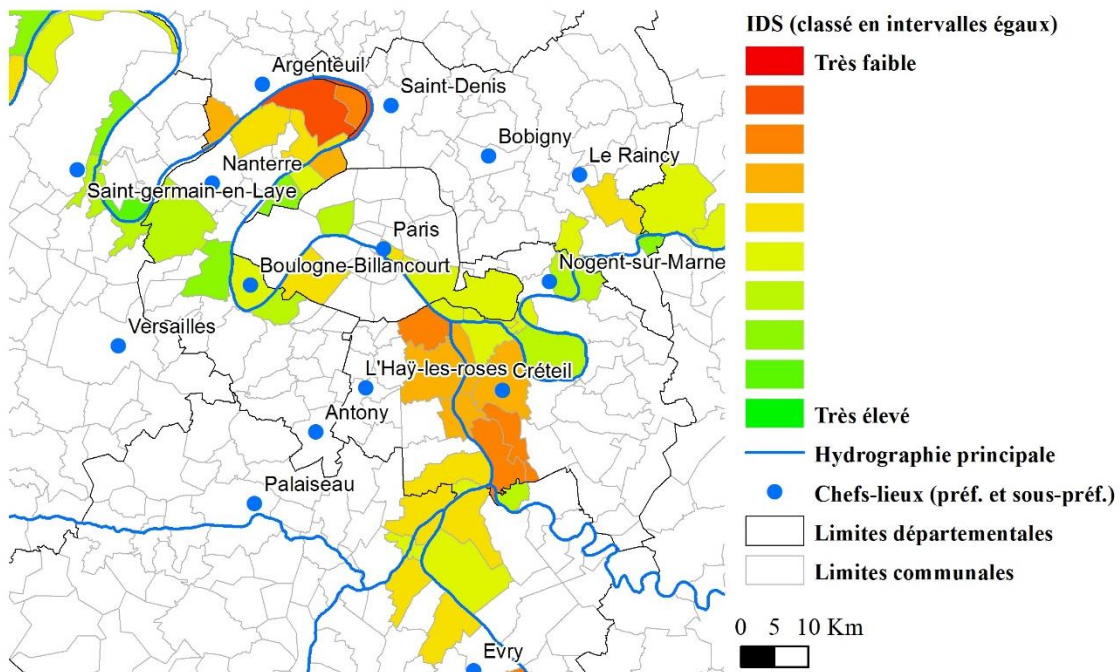 Argenteuil
Saint-Denis
Bobigny
Le Raincy
Nanterre
Saint-germain-en-Laye
Paris
Boulogne-Billancourt
Nogent-sur-Marne
Versailles
L'Haÿ-les-roses
Créteil
Antony
Palaiseau
Evry
IDS (classé en intervalles égaux)
Très faible
Très élevé
Hydrographie principale
Chefs-lieux (préf. et sous-préf.)
Limites départementales
Limites communales
0 5 10 Km